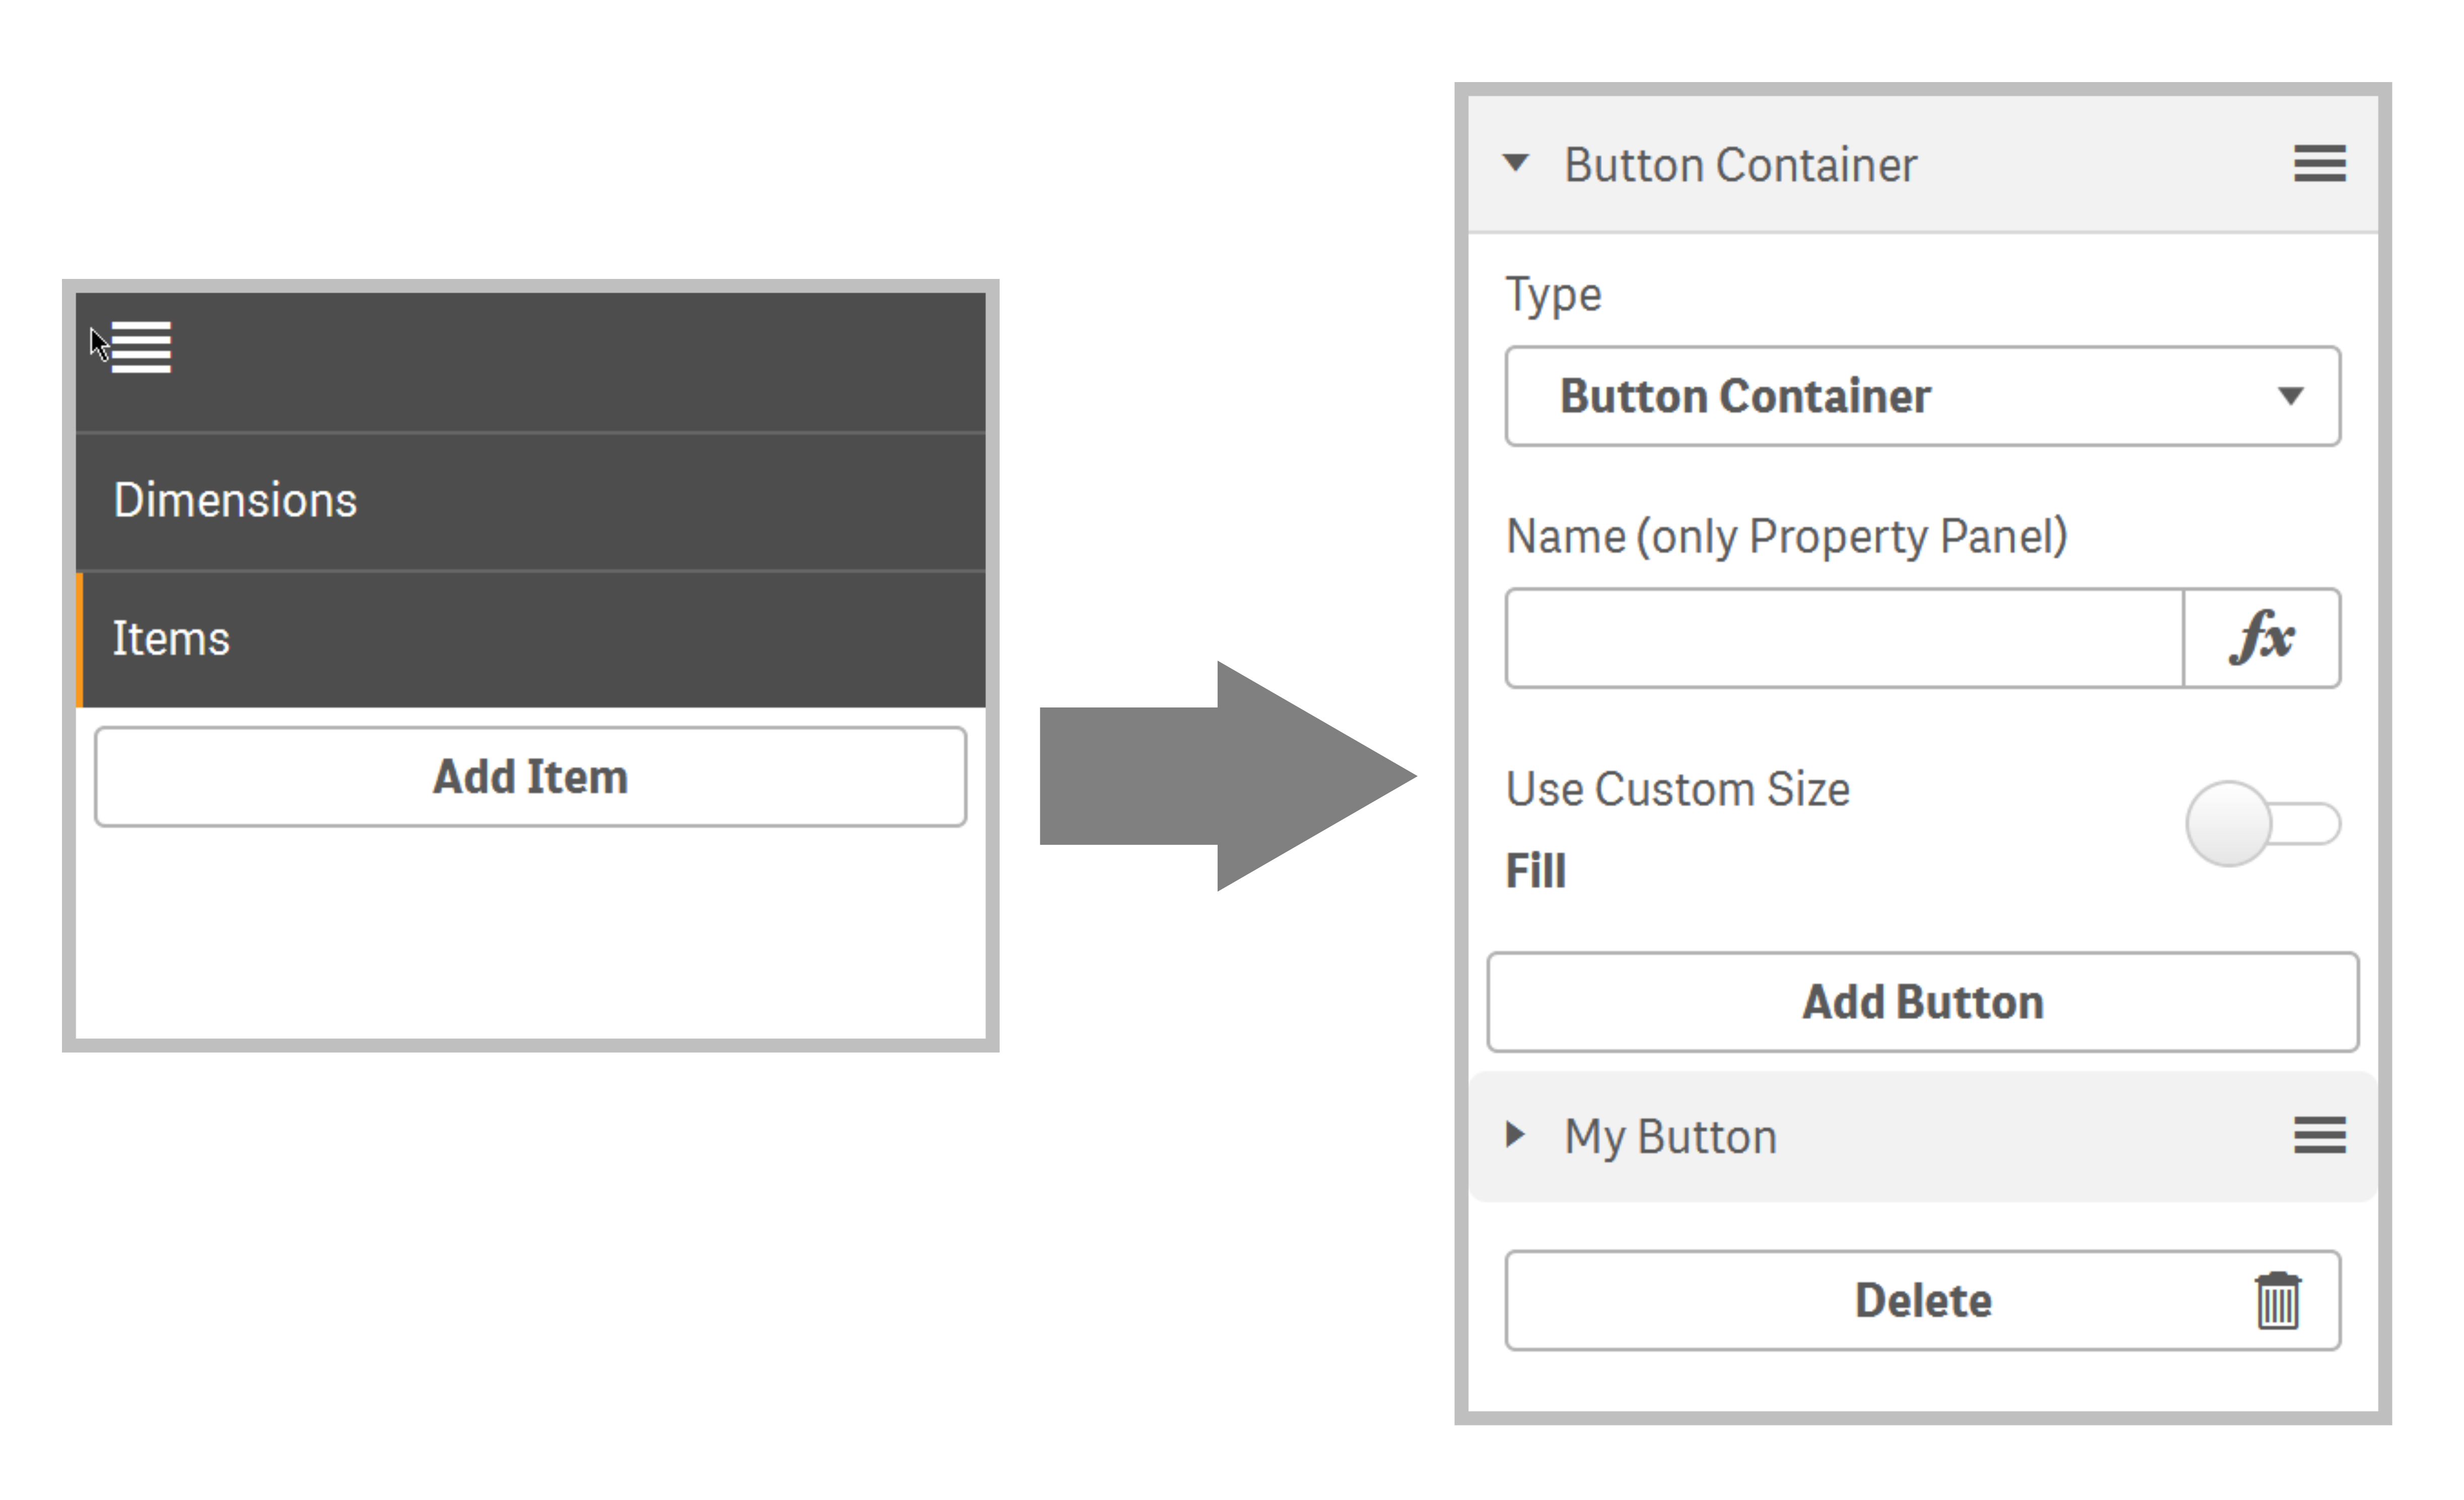 Dimensions
Items
Add Item
Button Container
Type
Button Container
Name (only Property Panel)
fx
Use Custom Size
Fill
Add Button
My Button
Delete